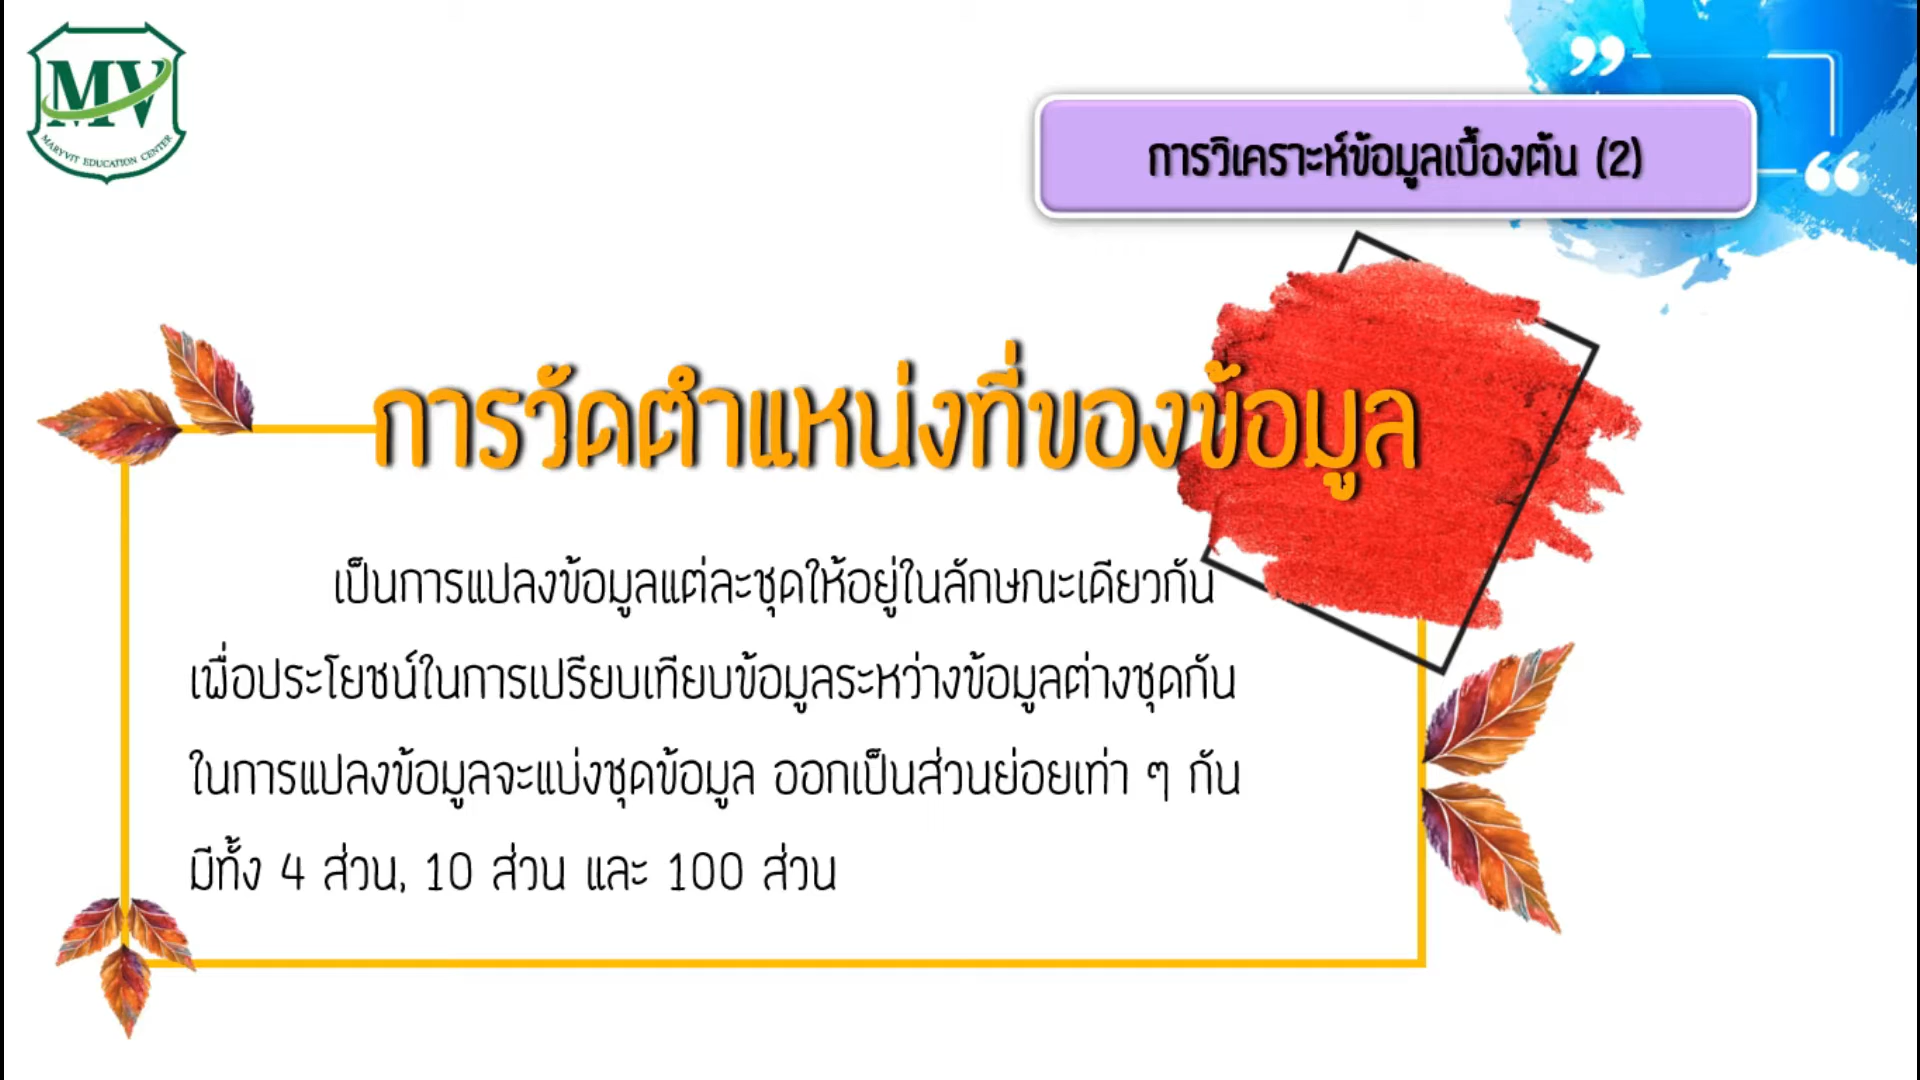 MV
MARYVIT EDUCATION CENTER
การวิเคราะห์ข้อมูลเบื้องต้น (2)
การวัดตำแหน่งที่ของข้อมูล
เป็นการแปลงข้อมูลแต่ละชุดให้อยู่ในลักษณะเดียวกัน
เพื่อประโยชน์ในการเปรียบเทียบข้อมูลระหว่างข้อมูลต่างชุดกัน
ในการแปลงข้อมูลจะแบ่งชุดข้อมูล ออกเป็นส่วนย่อยเท่า ๆ กัน
มีทั้ง 4 ส่วน, 10 ส่วน และ 100 ส่วน